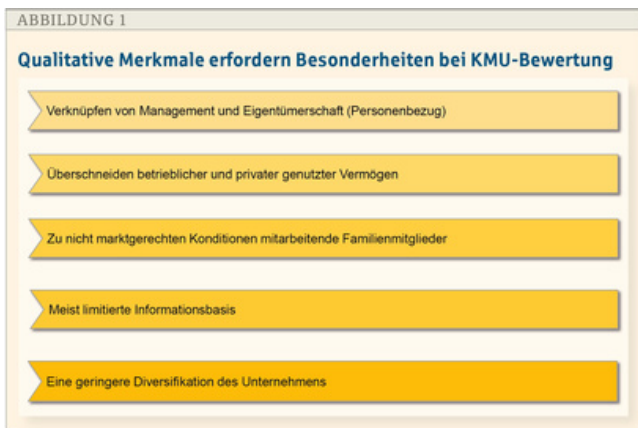 ABBILDUNG 1
Qualitative Merkmale erfordern Besonderheiten bei KMU-Bewertung
Verknüpfen von Management und Eigentümerschaft (Personenbezug)
Überschneiden betrieblicher und privater genutzter Vermögen
Zu nicht marktgerechten Konditionen mitarbeitende Familienmitglieder
Meist limitierte Informationsbasis
Eine geringere Diversifikation des Unternehmens